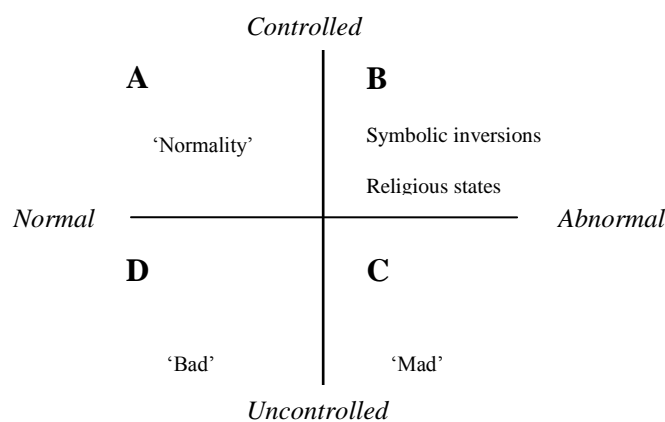 Controlled
A B
‘Normality’ Symbolic inversions
Religious states
Normal Abnormal
D C
‘Bad’ ‘Mad’
Uncontrolled